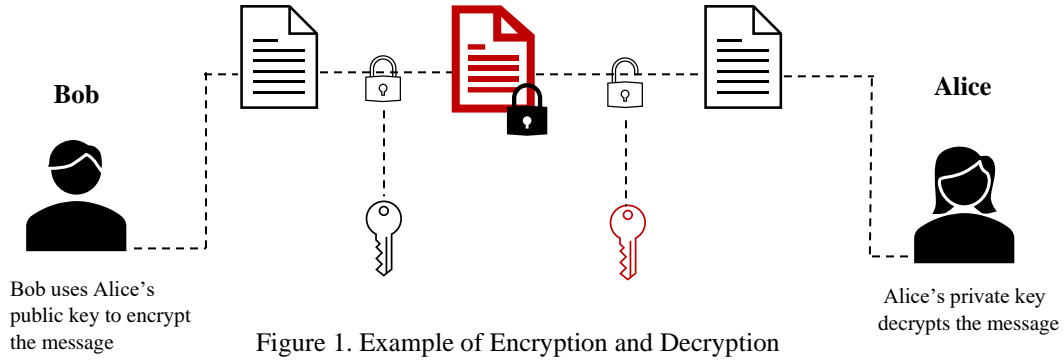 Bob
Alice
Bob uses Alice's
public key to encrypt
the message
Alice's private key
decrypts the message
Figure 1. Example of Encryption and Decryption